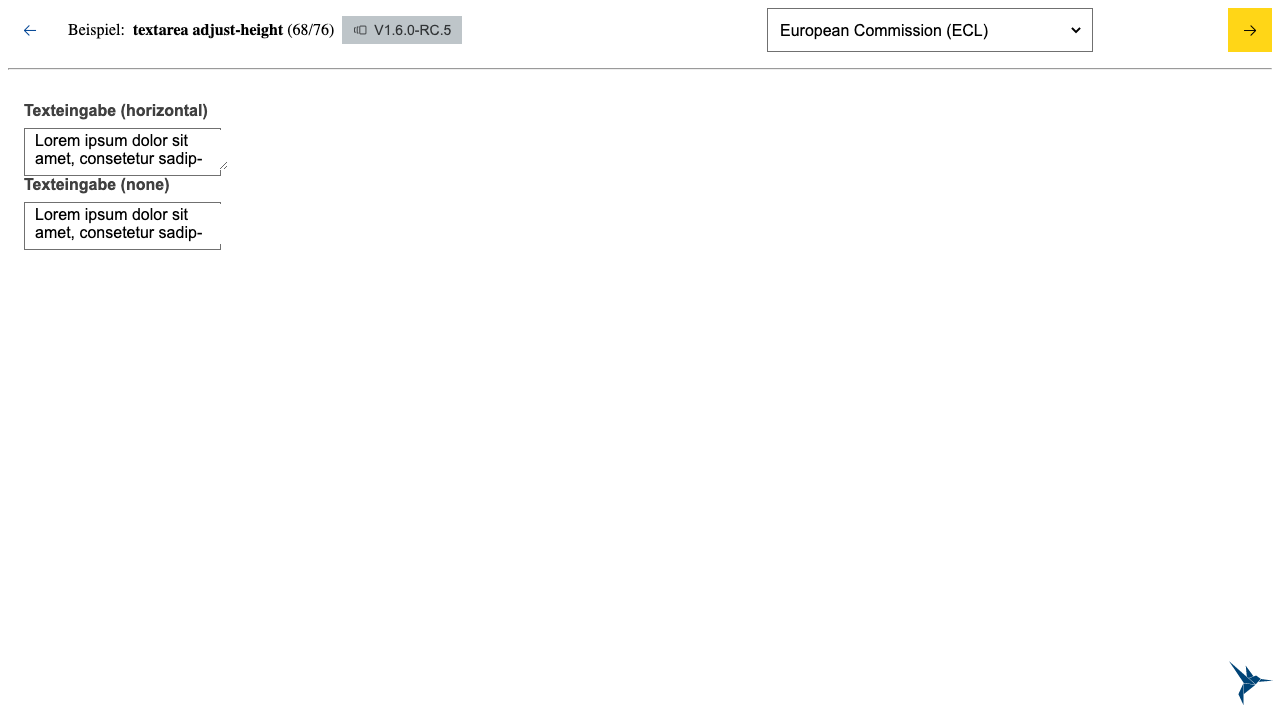 Beispiel: textarea adjust-height (68/76) V1.6.0-RC.5 European Commission (ECL)
Texteingabe (horizontal)
Lorem ipsum dolor sit
amet, consetetur sadip-
Texteingabe (none)
Lorem ipsum dolor sit
amet, consetetur sadip-